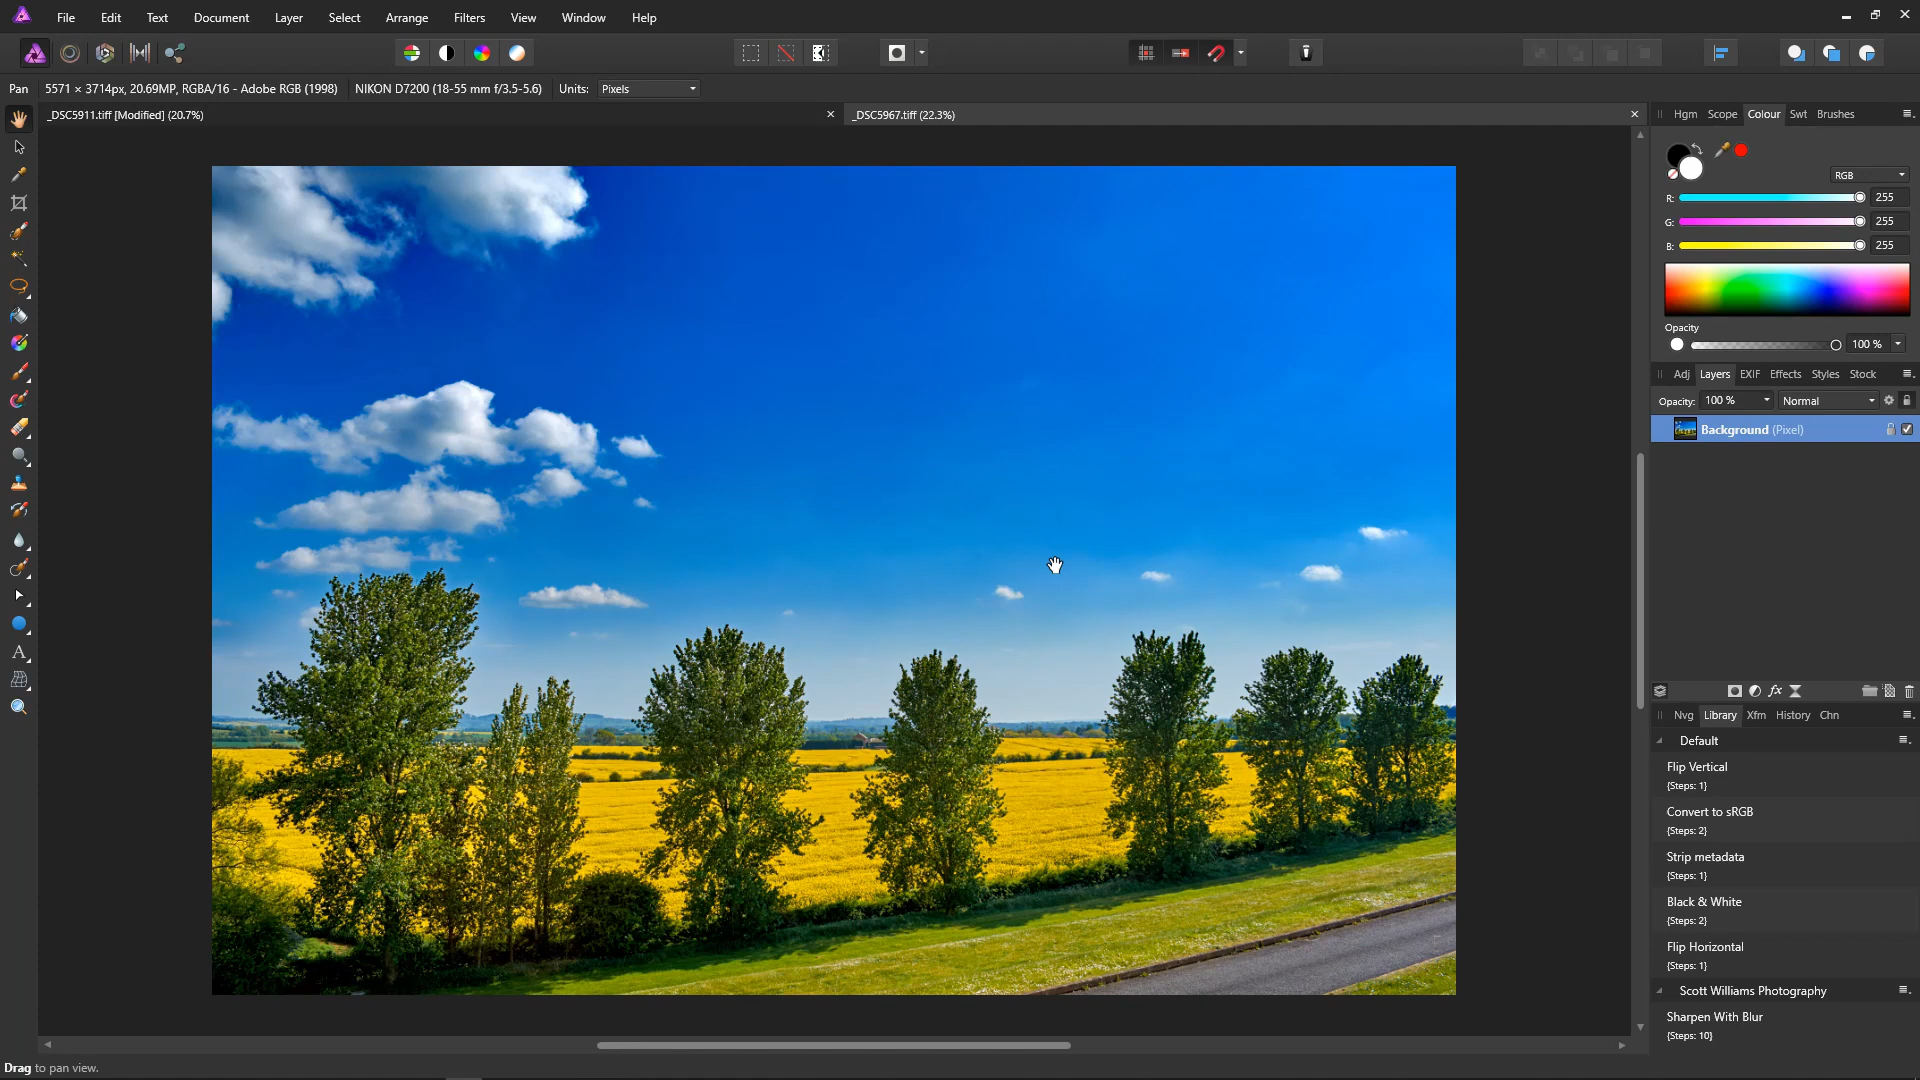 File Edit Text Document Layer Select Arrange Filters View Window Help
Pan 5571 × 3714px, 20.69MP, RGBA/16 - Adobe RGB (1998) NIKON D7200 (18-55 mm f/3.5-5.6) Units: Pixels
_DSC5911.tiff [Modified] (20.7%)
_DSC5967.tiff (22.3%)
Hgm Scope Colour Swt Brushes
RGB
R: 255
G: 255
B: 255
Opacity
100 %
Adj Layers EXIF Effects Styles Stock
Opacity: 100 % Normal
Background (Pixel)
fx
Nvg Library Xfm History Chn
Default
Flip Vertical
{Steps: 1}
Convert to sRGB
{Steps: 2}
Strip metadata
{Steps: 1}
Black & White
{Steps: 2}
Flip Horizontal
{Steps: 1}
Scott Williams Photography
Sharpen With Blur
{Steps: 10}
Drag to pan view.